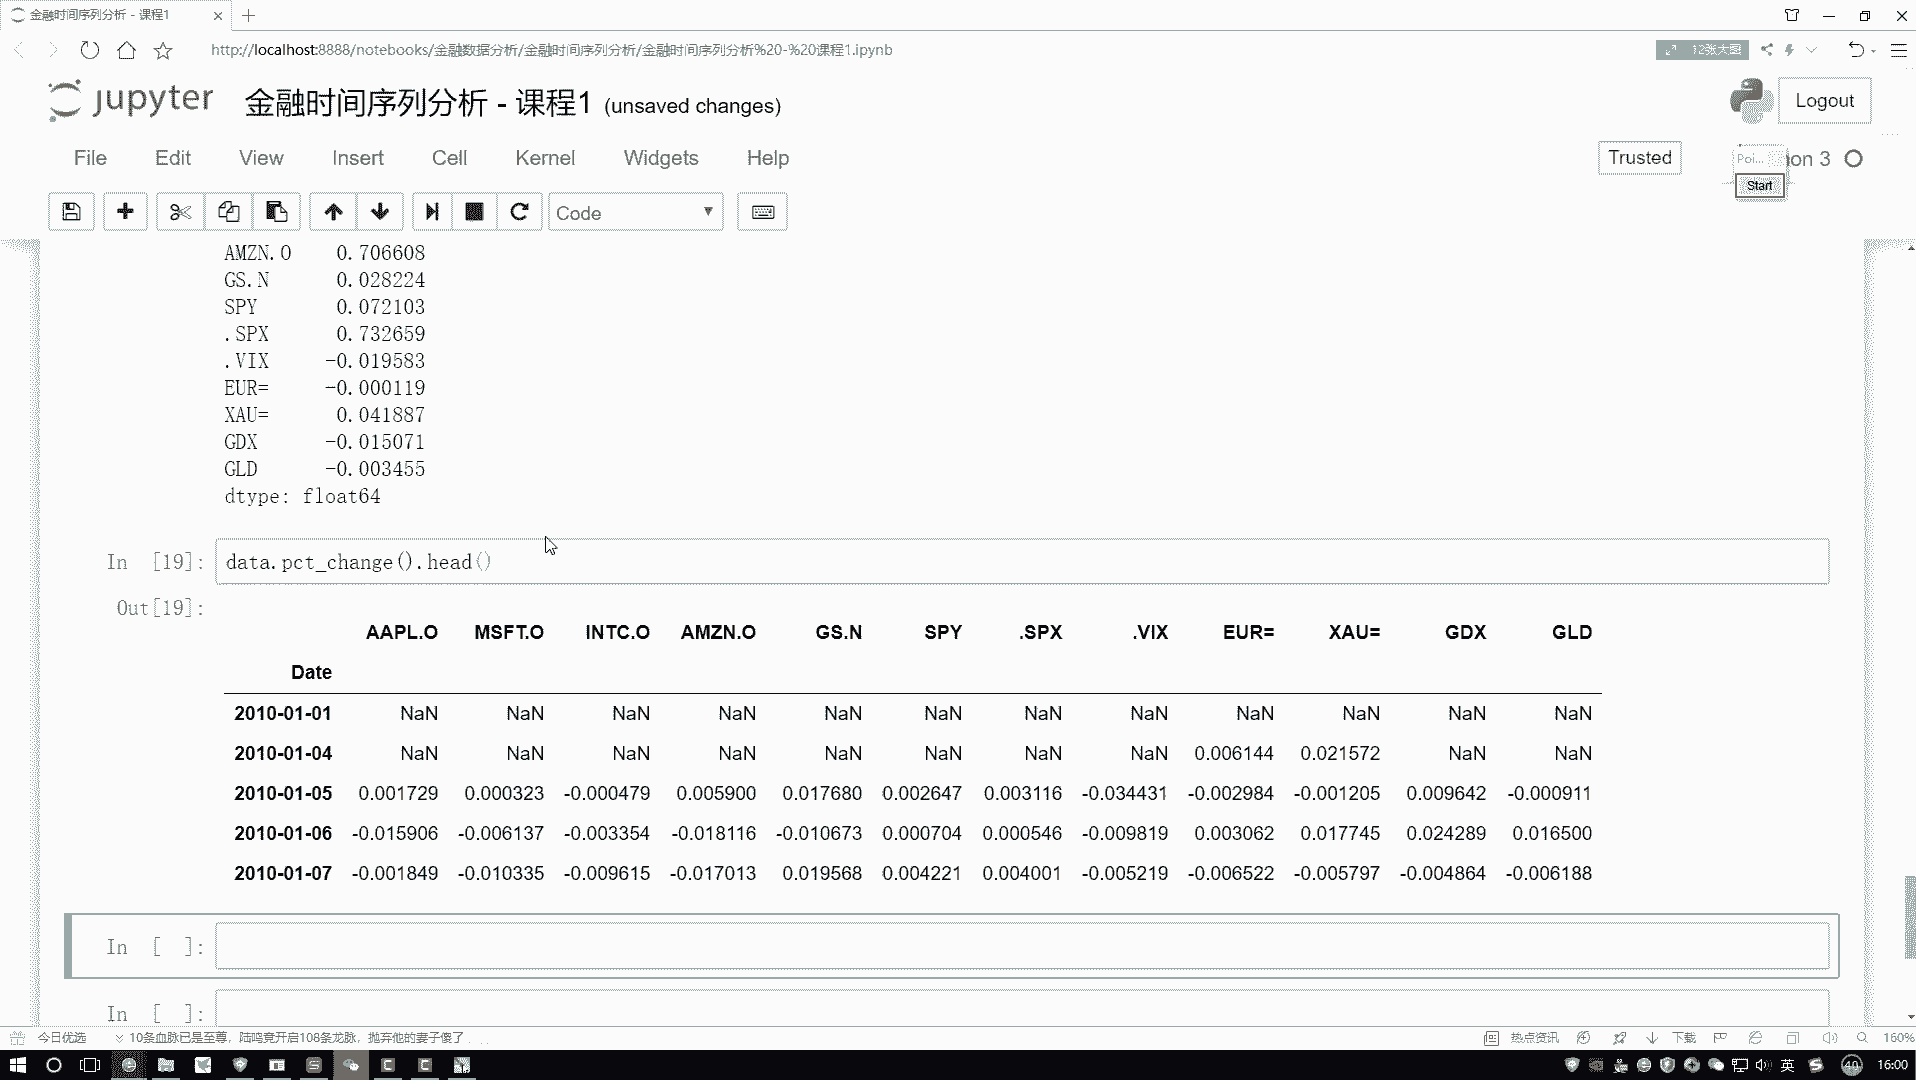 金融时间序列分析 - 课程1
http://localhost:8888/notebooks/金融数据分析/金融时间序列分析/金融时间序列分析%20-%20课程1.ipynb
12张大图
jupyter 金融时间序列分析 - 课程1 (unsaved changes)
Logout
File Edit View Insert Cell Kernel Widgets Help
Trusted
Poi... on 3
Start
Code
AMZN.O 0.706608
GS.N 0.028224
SPY 0.072103
.SPX 0.732659
.VIX -0.019583
EUR= -0.000119
XAU= 0.041887
GDX -0.015071
GLD -0.003455
dtype: float64
In [19]: data.pct_change().head()
Out[19]:
AAPL.O MSFT.O INTC.O AMZN.O GS.N SPY .SPX .VIX EUR= XAU= GDX GLD
Date
2010-01-01 NaN NaN NaN NaN NaN NaN NaN NaN NaN NaN NaN NaN
2010-01-04 NaN NaN NaN NaN NaN NaN NaN NaN 0.006144 0.021572 NaN NaN
2010-01-05 0.001729 0.000323 -0.000479 0.005900 0.017680 0.002647 0.003116 -0.034431 -0.002984 -0.001205 0.009642 -0.000911
2010-01-06 -0.015906 -0.006137 -0.003354 -0.018116 -0.010673 0.000704 0.000546 -0.009819 0.003062 0.017745 0.024289 0.016500
2010-01-07 -0.001849 -0.010335 -0.009615 -0.017013 0.019568 0.004221 0.004001 -0.005219 -0.006522 -0.005797 -0.004864 -0.006188
In [ ]:
In [ ]:
今日优选 10条血脉已是至尊，陆鸣竟开启108条龙脉，抛弃他的妻子傻了
热点资讯 下载 160%
英 40 16:00